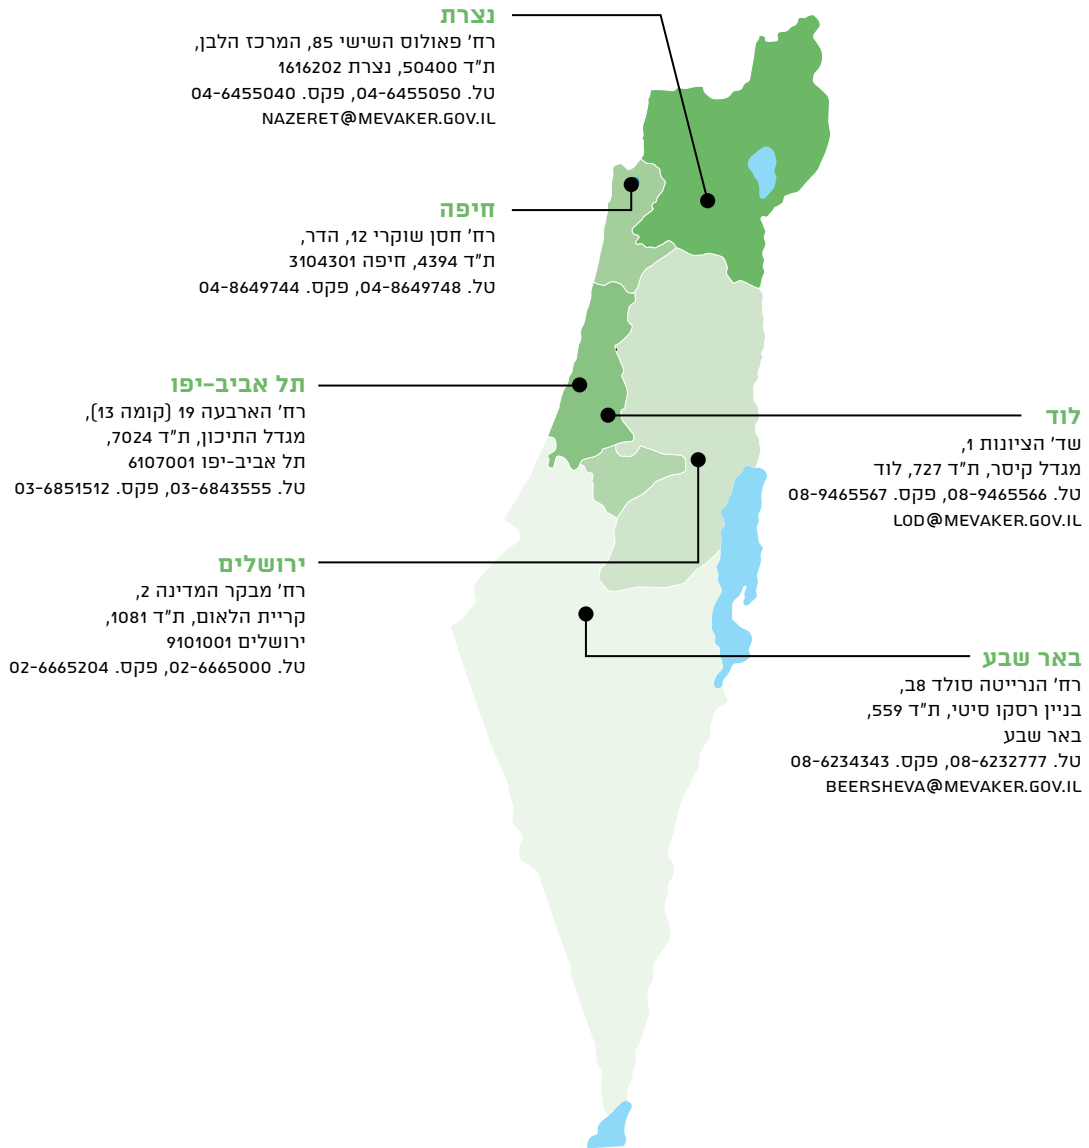 נצרת
רח' פאולוס השישי 85, המרכז הלבן,
ת"ד 50400, נצרת 1616202
טל. 04-6455050, פקס. 04-6455040
NAZERET@MEVAKER.GOV.IL
חיפה
רח' חסן שוקרי 12, הדר,
ת"ד 4394, חיפה 3104301
טל. 04-8649748, פקס. 04-8649744
תל אביב-יפו
רח' הארבעה 19 (קומה 13),
מגדל התיכון, ת"ד 7024,
תל אביב-יפו 6107001
טל. 03-6843555, פקס. 03-6851512
לוד
שד' הציונות 1,
מגדל קיסר, ת"ד 727, לוד
טל. 08-9465566, פקס. 08-9465567
LOD@MEVAKER.GOV.IL
ירושלים
רח' מבקר המדינה 2,
קריית הלאום, ת"ד 1081,
ירושלים 9101001
טל. 02-6665000, פקס. 02-6665204
באר שבע
רח' הנרייטה סולד 8ב,
בניין רסקו סיטי, ת"ד 559,
באר שבע
טל. 08-6232777, פקס. 08-6234343
BEERSHEVA@MEVAKER.GOV.IL